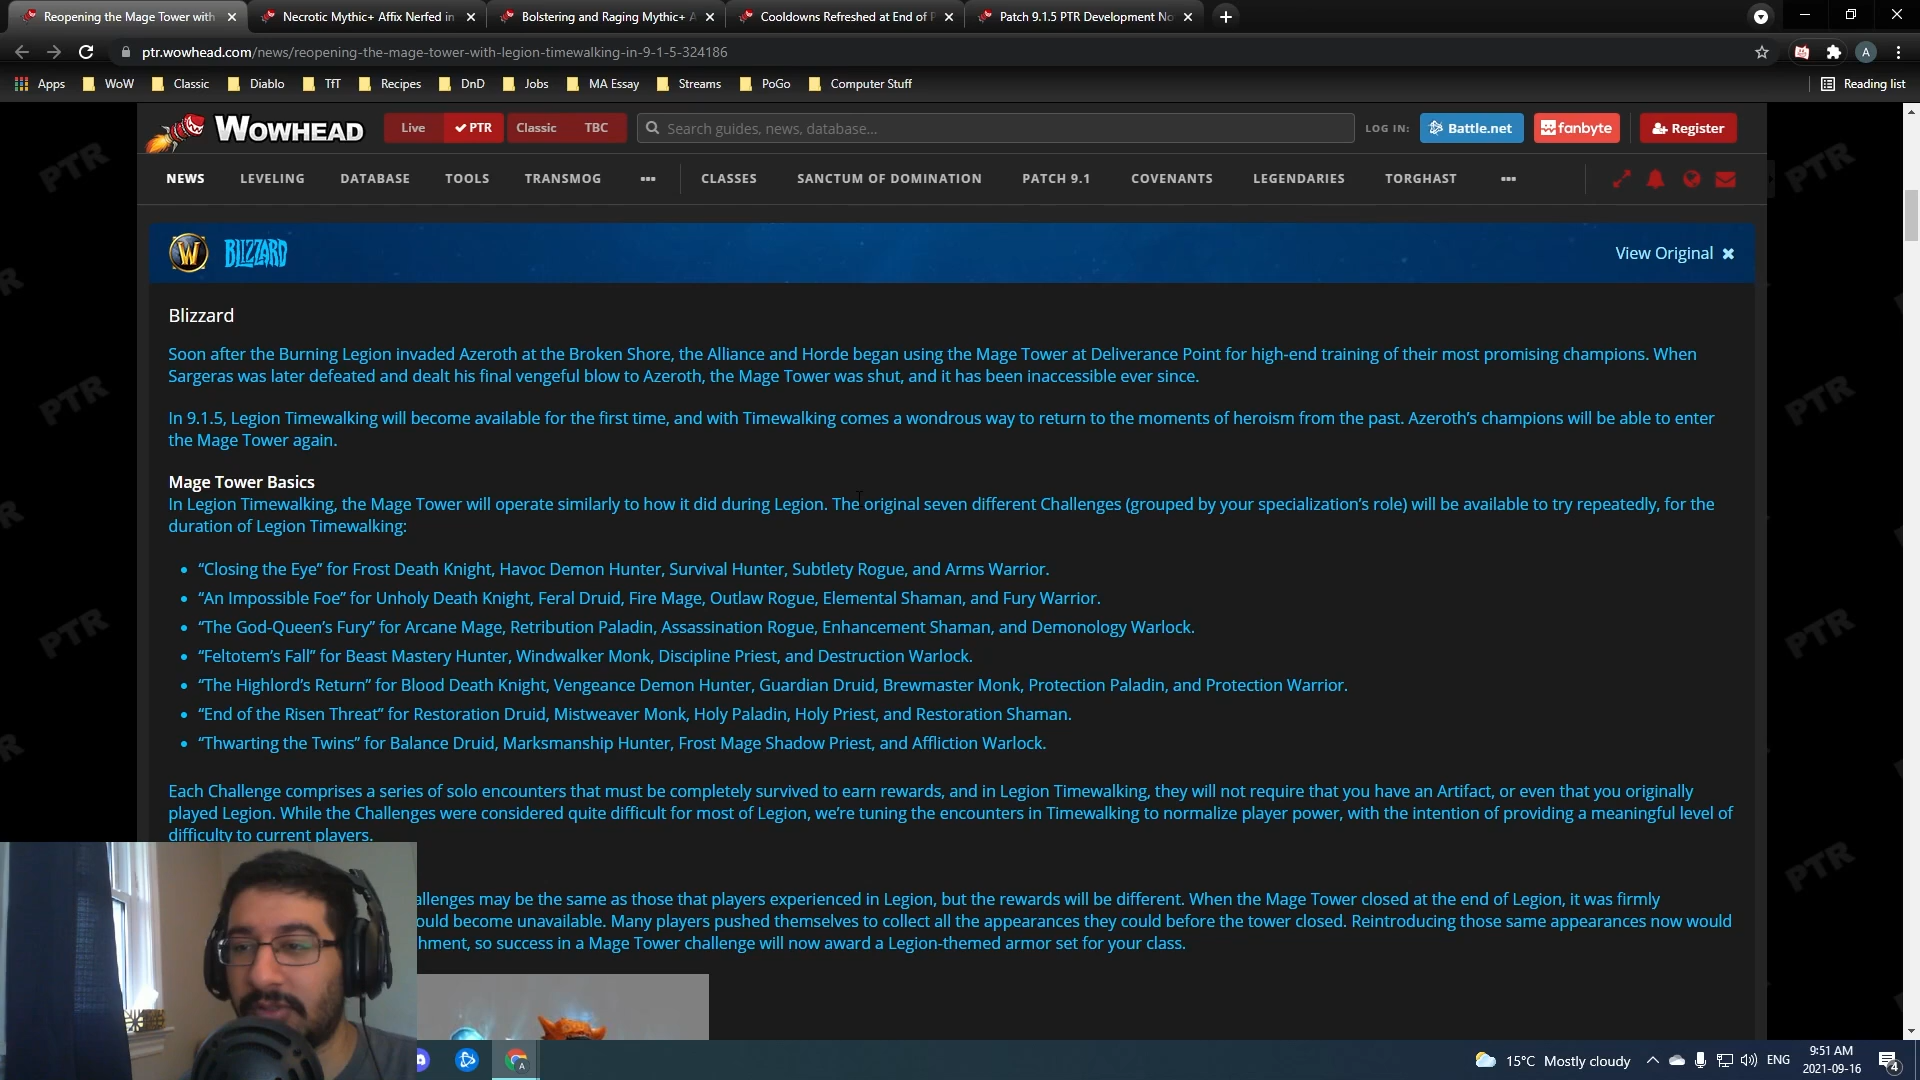 Reopening the Mage Tower with
Necrotic Mythic+ Affix Nerfed in
Bolstering and Raging Mythic+ A
Cooldowns Refreshed at End of
Patch 9.1.5 PTR Development No
ptr.wowhead.com/news/reopening-the-mage-tower-with-legion-timewalking-in-9-1-5-324186
A
Apps WoW Classic Diablo TfT Recipes DnD Jobs MA Essay Streams PoGo Computer Stuff Reading list
WOWHEAD Live PTR Classic TBC Search guides, news, database... LOG IN: Battle.net fanbyte Register
NEWS LEVELING DATABASE TOOLS TRANSMOG ••• CLASSES SANCTUM OF DOMINATION PATCH 9.1 COVENANTS LEGENDARIES TORGHAST •••
W BLIZZARD View Original
Blizzard
Soon after the Burning Legion invaded Azeroth at the Broken Shore, the Alliance and Horde began using the Mage Tower at Deliverance Point for high-end training of their most promising champions. When
Sargeras was later defeated and dealt his final vengeful blow to Azeroth, the Mage Tower was shut, and it has been inaccessible ever since.
In 9.1.5, Legion Timewalking will become available for the first time, and with Timewalking comes a wondrous way to return to the moments of heroism from the past. Azeroth's champions will be able to enter
the Mage Tower again.
Mage Tower Basics
In Legion Timewalking, the Mage Tower will operate similarly to how it did during Legion. The original seven different Challenges (grouped by your specialization's role) will be available to try repeatedly, for the
duration of Legion Timewalking:
• "Closing the Eye" for Frost Death Knight, Havoc Demon Hunter, Survival Hunter, Subtlety Rogue, and Arms Warrior.
• "An Impossible Foe" for Unholy Death Knight, Feral Druid, Fire Mage, Outlaw Rogue, Elemental Shaman, and Fury Warrior.
• "The God-Queen's Fury" for Arcane Mage, Retribution Paladin, Assassination Rogue, Enhancement Shaman, and Demonology Warlock.
• "Feltotem's Fall" for Beast Mastery Hunter, Windwalker Monk, Discipline Priest, and Destruction Warlock.
• "The Highlord's Return" for Blood Death Knight, Vengeance Demon Hunter, Guardian Druid, Brewmaster Monk, Protection Paladin, and Protection Warrior.
• "End of the Risen Threat" for Restoration Druid, Mistweaver Monk, Holy Paladin, Holy Priest, and Restoration Shaman.
• "Thwarting the Twins" for Balance Druid, Marksmanship Hunter, Frost Mage Shadow Priest, and Affliction Warlock.
Each Challenge comprises a series of solo encounters that must be completely survived to earn rewards, and in Legion Timewalking, they will not require that you have an Artifact, or even that you originally
played Legion. While the Challenges were considered quite difficult for most of Legion, we're tuning the encounters in Timewalking to normalize player power, with the intention of providing a meaningful level of
difficulty to current players.
allenges may be the same as those that players experienced in Legion, but the rewards will be different. When the Mage Tower closed at the end of Legion, it was firmly
ould become unavailable. Many players pushed themselves to collect all the appearances they could before the tower closed. Reintroducing those same appearances now would
hment, so success in a Mage Tower challenge will now award a Legion-themed armor set for your class.
15°C Mostly cloudy ENG 9:51 AM
2021-09-16 4
PTR
PTR
PTR
PTR
PTR
PTR